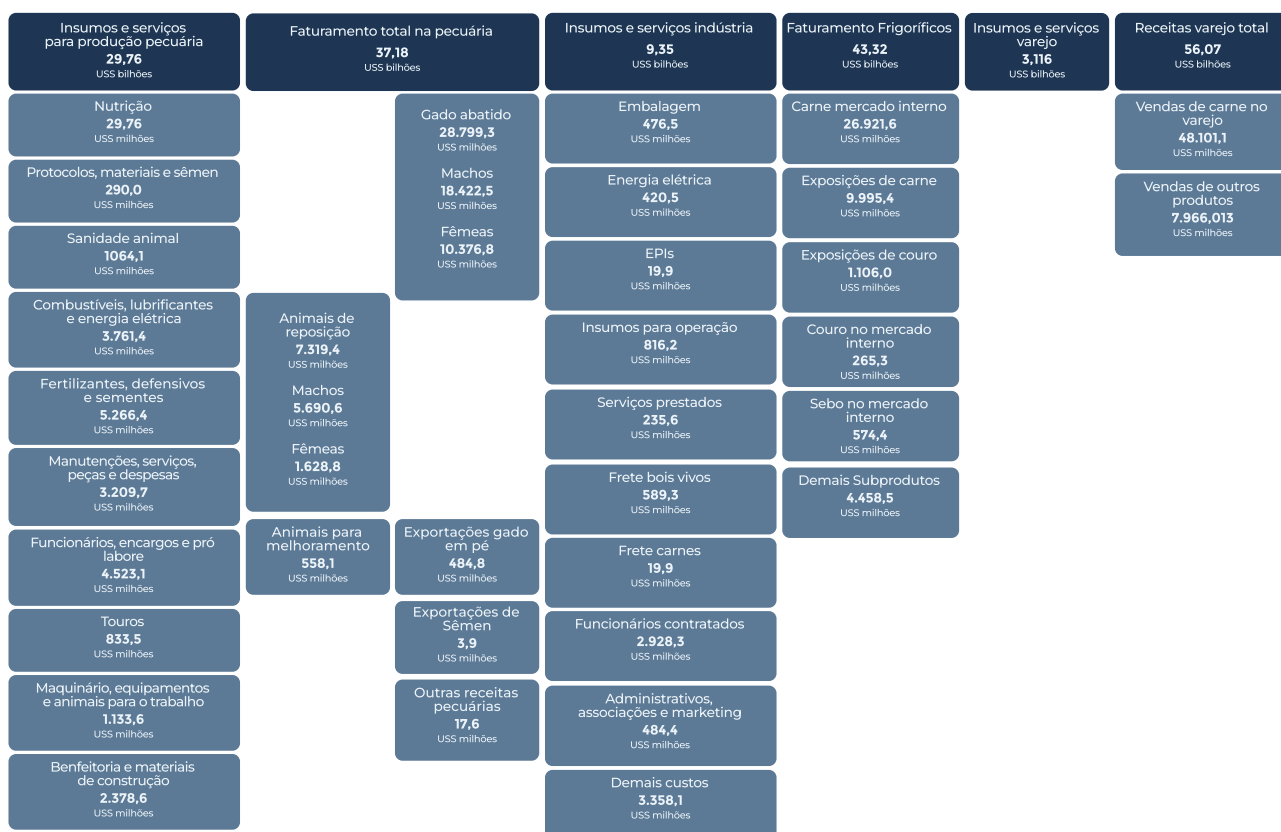 Insumos e serviços
para produção pecuária
29,76
US$ bilhões
Nutrição
29,76
US$ milhões
Protocolos, materiais e sêmen
290,0
US$ milhões
Sanidade animal
1064,1
US$ milhões
Combustíveis, lubrificantes
e energia elétrica
3.761,4
US$ milhões
Fertilizantes, defensivos
e sementes
5.266,4
US$ milhões
Manutenções, serviços,
peças e despesas
3.209,7
US$ milhões
Funcionários, encargos e pró
labore
4.523,1
US$ milhões
Touros
833,5
US$ milhões
Maquinário, equipamentos
e animais para o trabalho
1.133,6
US$ milhões
Benfeitoria e materiais
de construção
2.378,6
US$ milhões
Faturamento total na pecuária
37,18
US$ bilhões
Animais de
reposição
7.319,4
US$ milhões
Machos
5.690,6
US$ milhões
Fêmeas
1.628,8
US$ milhões
Animais para
melhoramento
558,1
US$ milhões
Gado abatido
28.799,3
US$ milhões
Machos
18.422,5
US$ milhões
Fêmeas
10.376,8
US$ milhões
Exportações gado
em pé
484,8
US$ milhões
Exportações de
Sêmen
3,9
US$ milhões
Outras receitas
pecuárias
17,6
US$ milhões
Insumos e serviços indústria
9,35
US$ bilhões
Embalagem
476,5
US$ milhões
Energia elétrica
420,5
US$ milhões
EPIs
19,9
US$ milhões
Insumos para operação
816,2
US$ milhões
Serviços prestados
235,6
US$ milhões
Frete bois vivos
589,3
US$ milhões
Frete carnes
19,9
US$ milhões
Funcionários contratados
2.928,3
US$ milhões
Administrativos,
associações e marketing
484,4
US$ milhões
Demais custos
3.358,1
US$ milhões
Faturamento Frigoríficos
43,32
US$ bilhões
Carne mercado interno
26.921,6
US$ milhões
Exposições de carne
9.995,4
US$ milhões
Exposições de couro
1.106,0
US$ milhões
Couro no mercado
interno
265,3
US$ milhões
Sebo no mercado
interno
574,4
US$ milhões
Demais Subprodutos
4.458,5
US$ milhões
Insumos e serviços
varejo
3,116
US$ bilhões
Receitas varejo total
56,07
US$ bilhões
Vendas de carne no
varejo
48.101,1
US$ milhões
Vendas de outros
produtos
7.966,013
US$ milhões